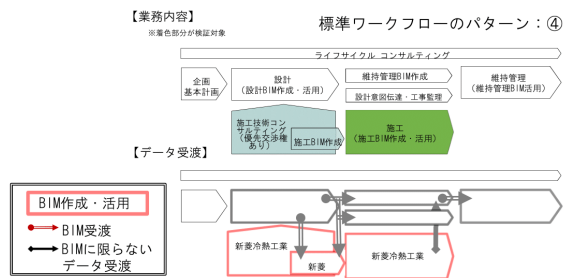 【業務内容】
標準ワークフローのパターン：④
※着色部分が検証対象
ライフサイクル コンサルティング
企画
基本計画
設計
（設計BIM作成・活用）
維持管理BIM作成
設計意図伝達・工事監理
維持管理
（維持管理BIM活用）
施工技術コン
サルティング
（優先交渉権
あり）
施工BIM作成
施工
（施工BIM作成・活用）
【データ受渡】
BIM作成・活用
BIM受渡
BIMに限らない
データ受渡
新菱冷熱工業
新菱
新菱冷熱工業